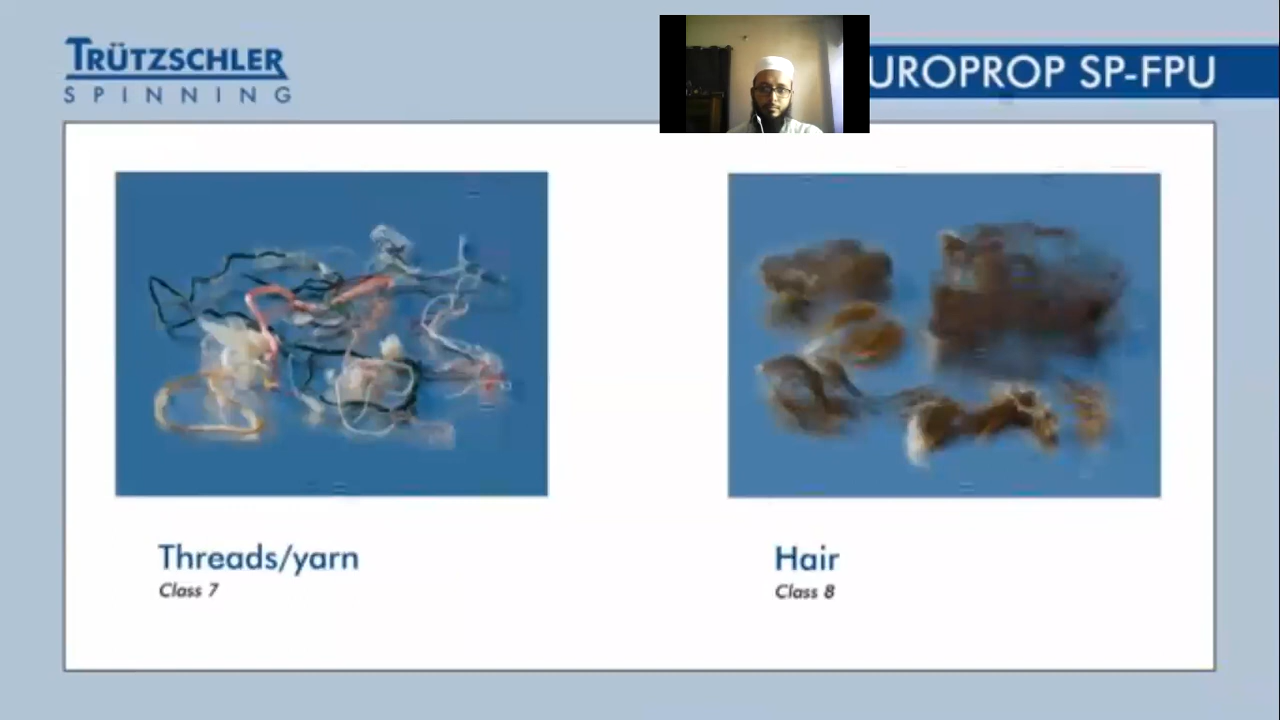 TRÜTZSCHLER
SPINNING
UROPROP SP-FPU
Threads/yarn
Class 7
Hair
Class 8